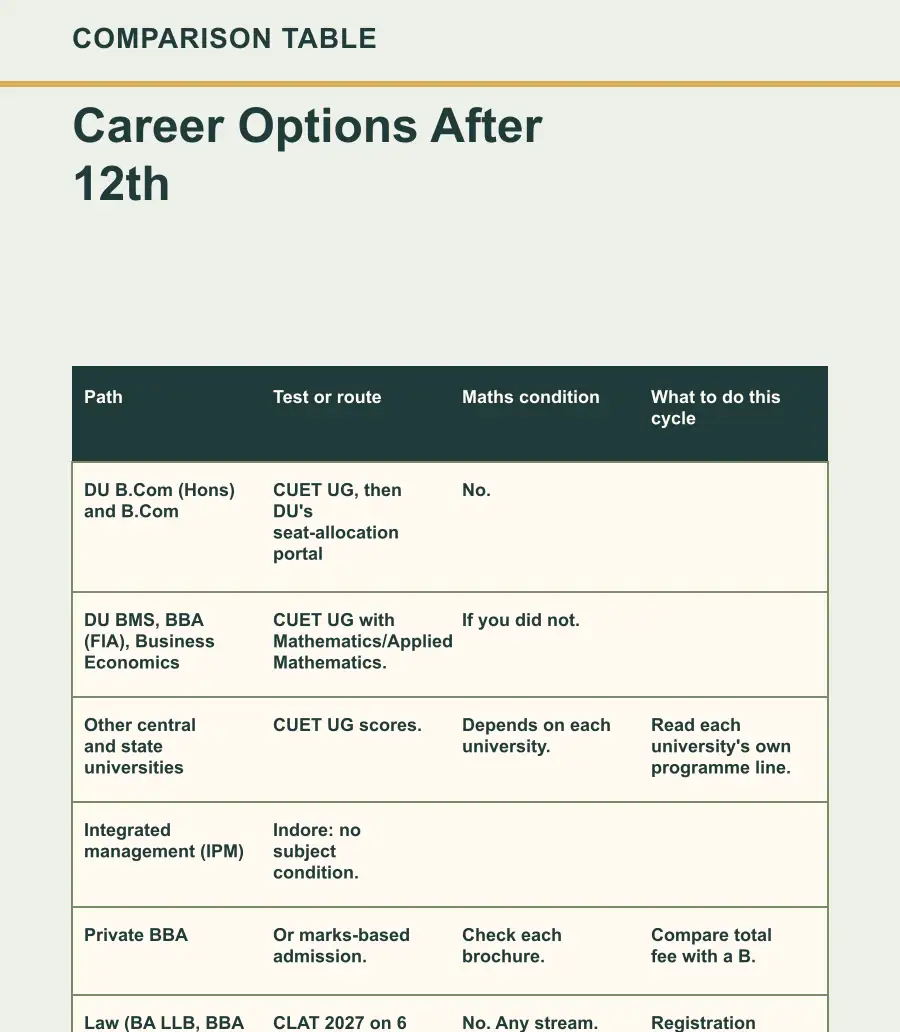 COMPARISON TABLE
Career Options After
12th
Path
Test or route
Maths condition
What to do this
cycle
DU B.Com (Hons)
and B.Com
CUET UG, then
DU's
seat-allocation
portal
No.
DU BMS, BBA
(FIA), Business
Economics
CUET UG with
Mathematics/Applied
Mathematics.
If you did not.
Other central
and state
universities
CUET UG scores.
Depends on each
university.
Read each
university's own
programme line.
Integrated
management (IPM)
Indore: no
subject
condition.
Private BBA
Or marks-based
admission.
Check each
brochure.
Compare total
fee with a B.
Law (BA LLB, BBA
CLAT 2027 on 6
No. Any stream.
Registration